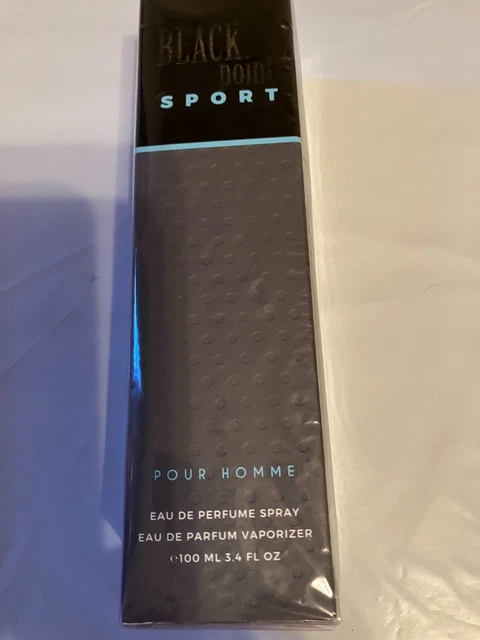 BLACK
point
SPORT
POUR HOMME
EAU DE PERFUME SPRAY
EAU DE PARFUM VAPORIZER
℮100 ML 3.4 FL OZ